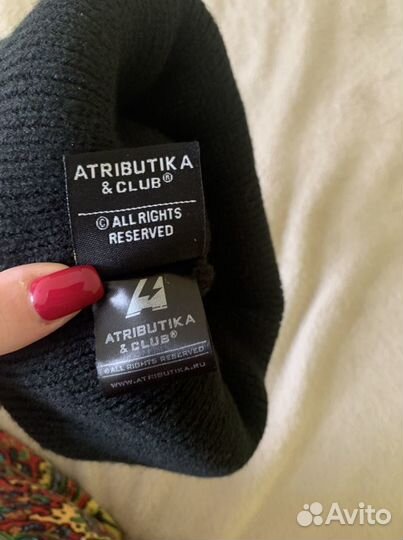 ATRIBUTIKA
& CLUB®
© ALL RIGHTS
RESERVED
ATRIBUTIKA
& CLUB®
©ALL RIGHTS RESERVED
WWW.ATRIBUTIKA.RU
Avito